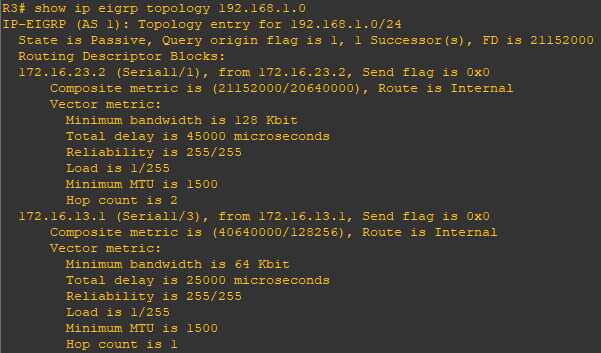 R3# show ip eigrp topology 192.168.1.0
IP-EIGRP (AS 1): Topology entry for 192.168.1.0/24
State is Passive, Query origin flag is 1, 1 Successor(s), FD is 21152000
Routing Descriptor Blocks:
172.16.23.2 (Serial1/1), from 172.16.23.2, Send flag is 0x0
Composite metric is (21152000/20640000), Route is Internal
Vector metric:
Minimum bandwidth is 128 Kbit
Total delay is 45000 microseconds
Reliability is 255/255
Load is 1/255
Minimum MTU is 1500
Hop count is 2
172.16.13.1 (Serial1/3), from 172.16.13.1, Send flag is 0x0
Composite metric is (40640000/128256), Route is Internal
Vector metric:
Minimum bandwidth is 64 Kbit
Total delay is 25000 microseconds
Reliability is 255/255
Load is 1/255
Minimum MTU is 1500
Hop count is 1